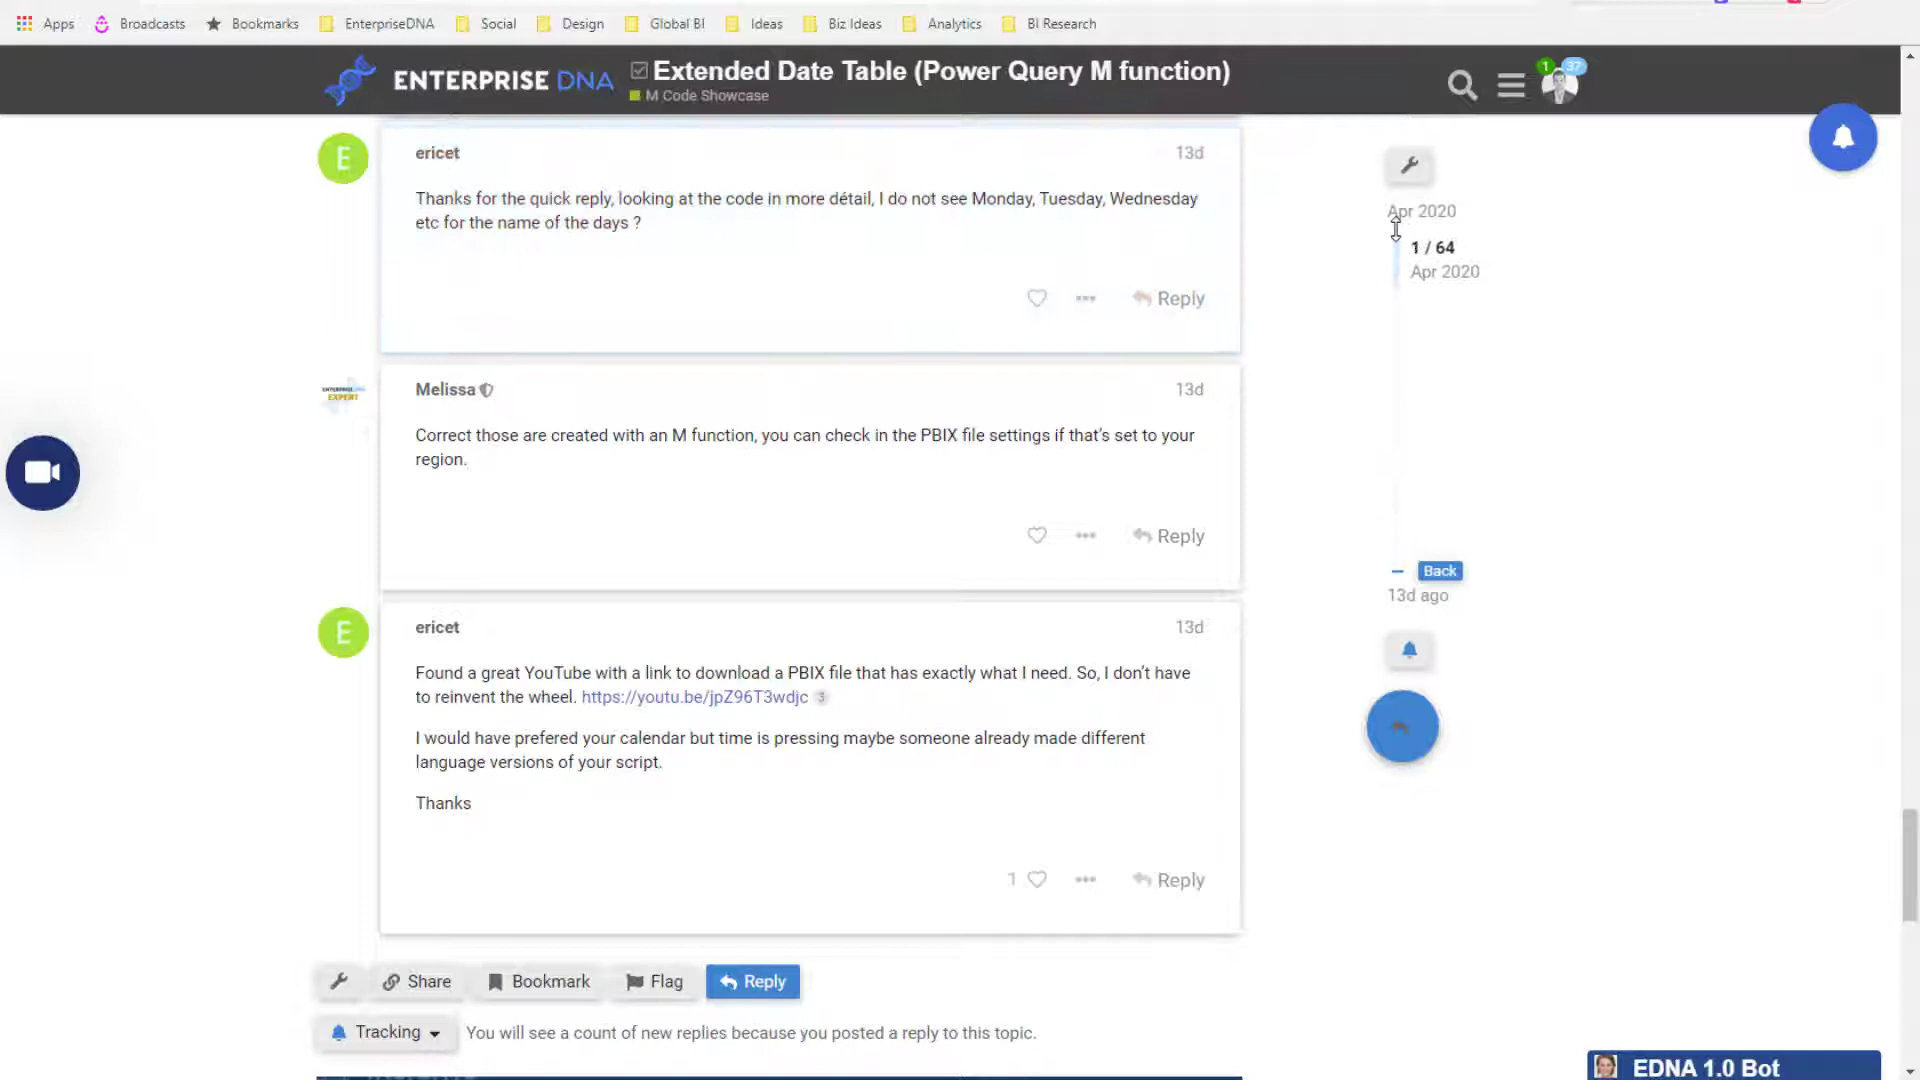 Apps Broadcasts Bookmarks EnterpriseDNA Social Design Global BI Ideas Biz Ideas Analytics BI Research
ENTERPRISE DNA
Extended Date Table (Power Query M function)
M Code Showcase
1 37
E
ericet 13d
Thanks for the quick reply, looking at the code in more détail, I do not see Monday, Tuesday, Wednesday
etc for the name of the days ?
Reply
Apr 2020
1 / 64
Apr 2020
ENTERPRISE DNA
EXPERT
Melissa 13d
Correct those are created with an M function, you can check in the PBIX file settings if that's set to your
region.
Reply
Back
13d ago
E
ericet 13d
Found a great YouTube with a link to download a PBIX file that has exactly what I need. So, I don't have
to reinvent the wheel. https://youtu.be/jpZ96T3wdjc 3
I would have prefered your calendar but time is pressing maybe someone already made different
language versions of your script.
Thanks
1 Reply
Share Bookmark Flag Reply
Tracking You will see a count of new replies because you posted a reply to this topic.
EDNA 1.0 Bot